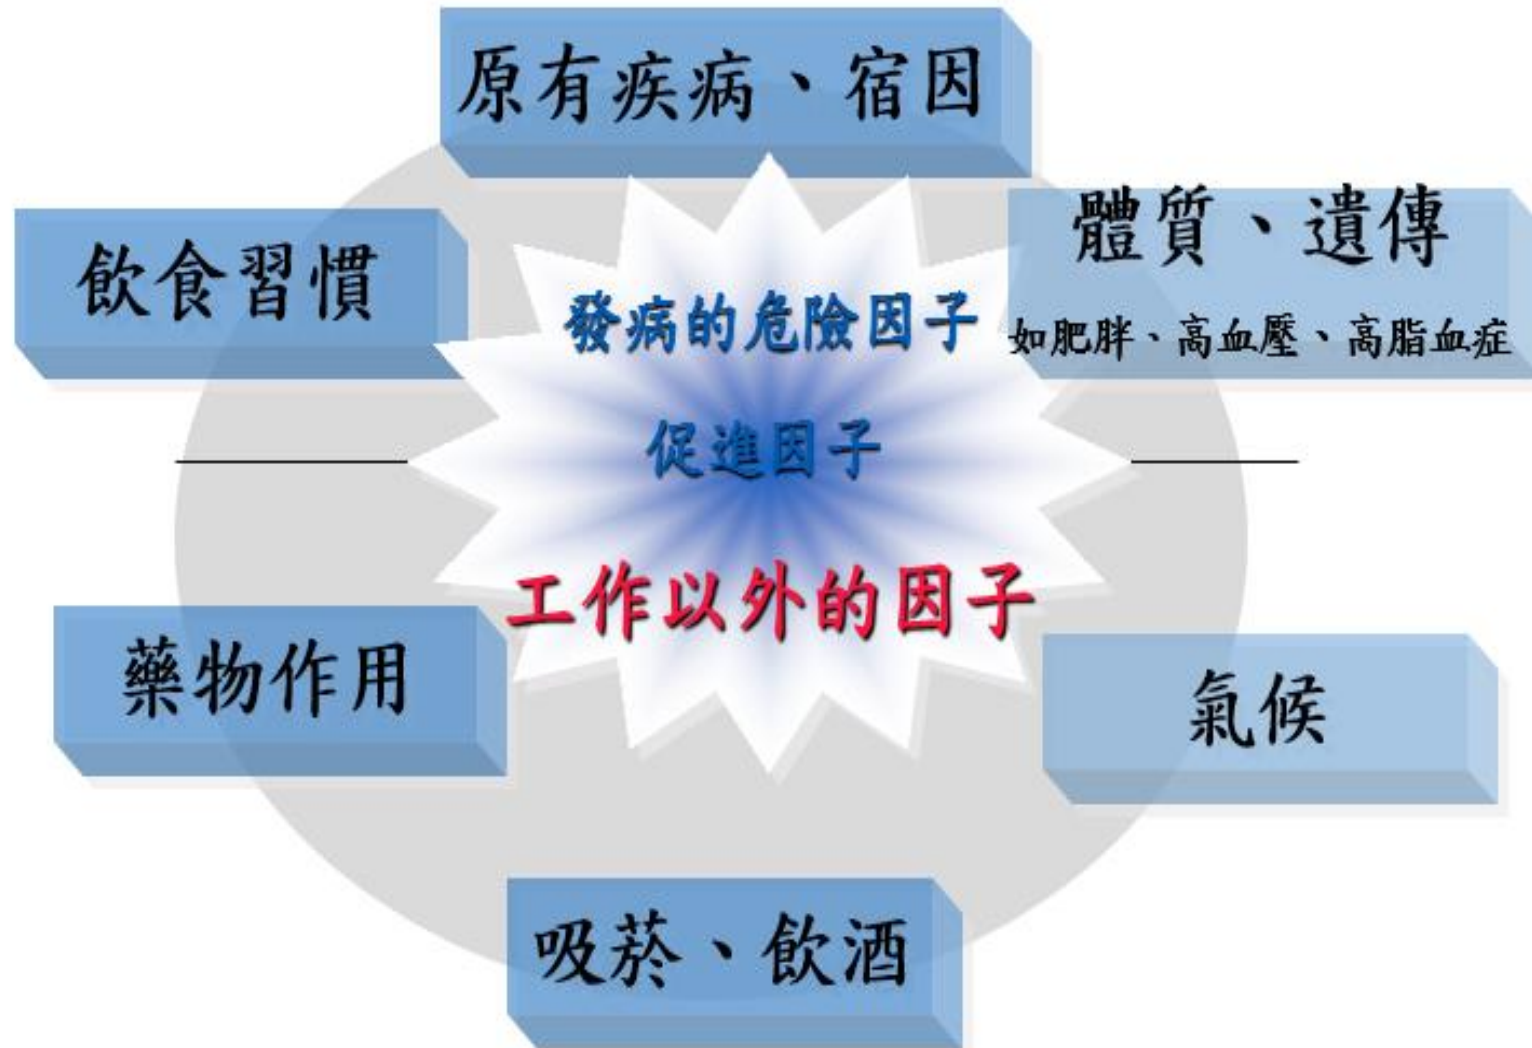 原有疾病、宿因
體質、遺傳
如肥胖、高血壓、高脂血症
飲食習慣
發病的危險因子
促進因子
工作以外的因子
藥物作用
氣候
吸菸、飲酒